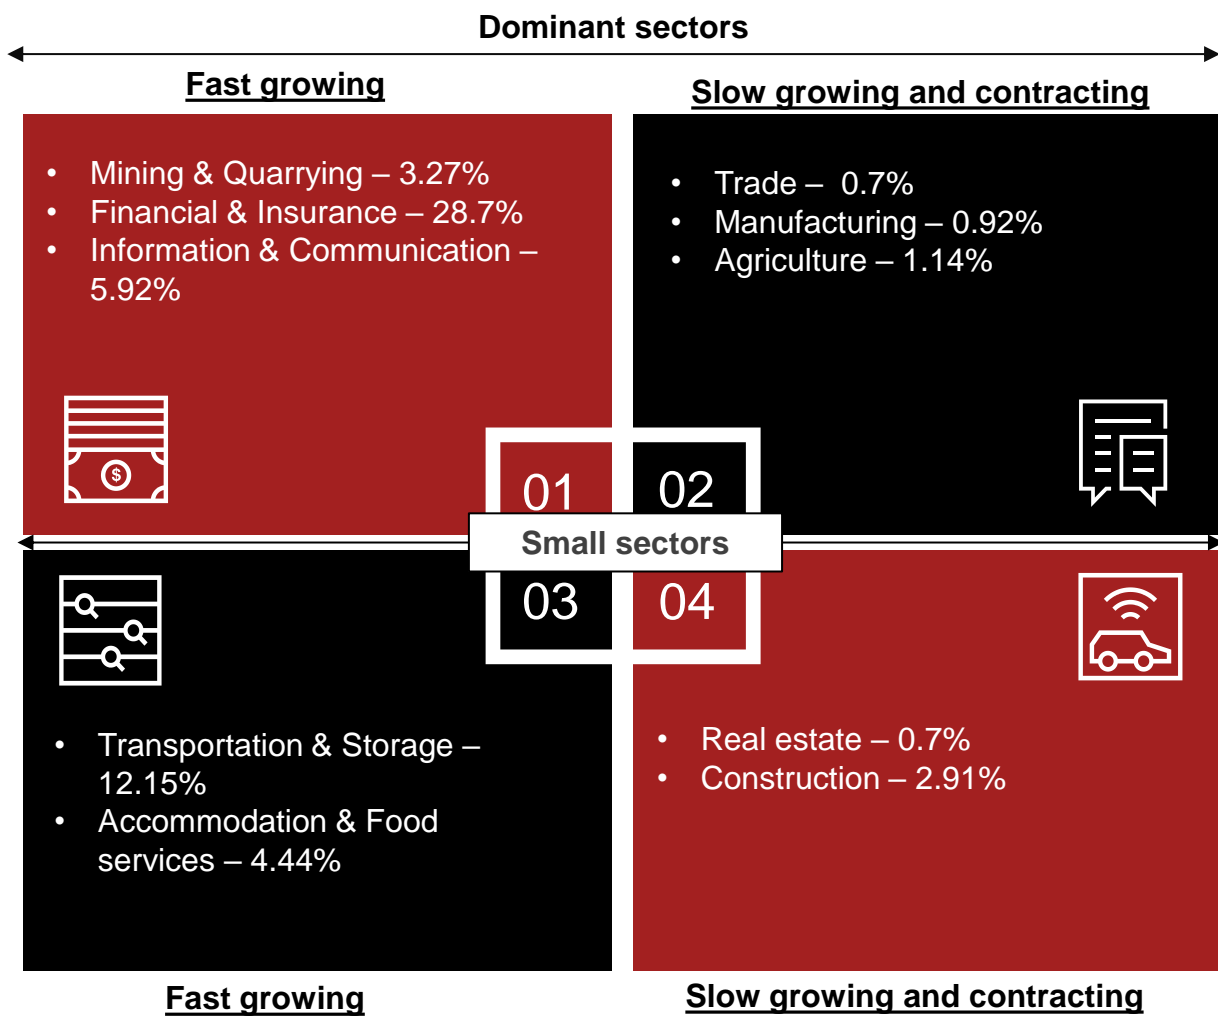 Dominant sectors
Fast growing
Slow growing and contracting
• Mining & Quarrying – 3.27%
• Financial & Insurance – 28.7%
• Information & Communication –
5.92%
• Trade – 0.7%
• Manufacturing – 0.92%
• Agriculture – 1.14%
$
01
02
Small sectors
03
04
• Transportation & Storage –
12.15%
• Accommodation & Food
services – 4.44%
• Real estate – 0.7%
• Construction – 2.91%
Fast growing
Slow growing and contracting